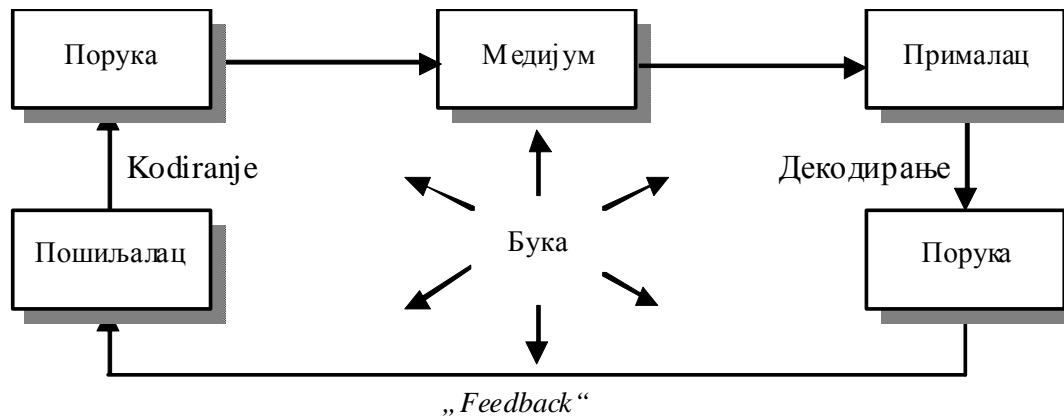 Порука
Медијум
Прималац
Kodiranje
Декодирање
Пошиљалац
Бука
Порука
„Feedback“